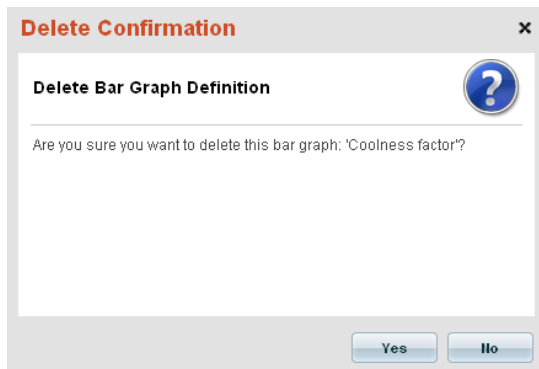 Delete Confirmation
Delete Bar Graph Definition
?
Are you sure you want to delete this bar graph: 'Coolness factor'?
Yes No